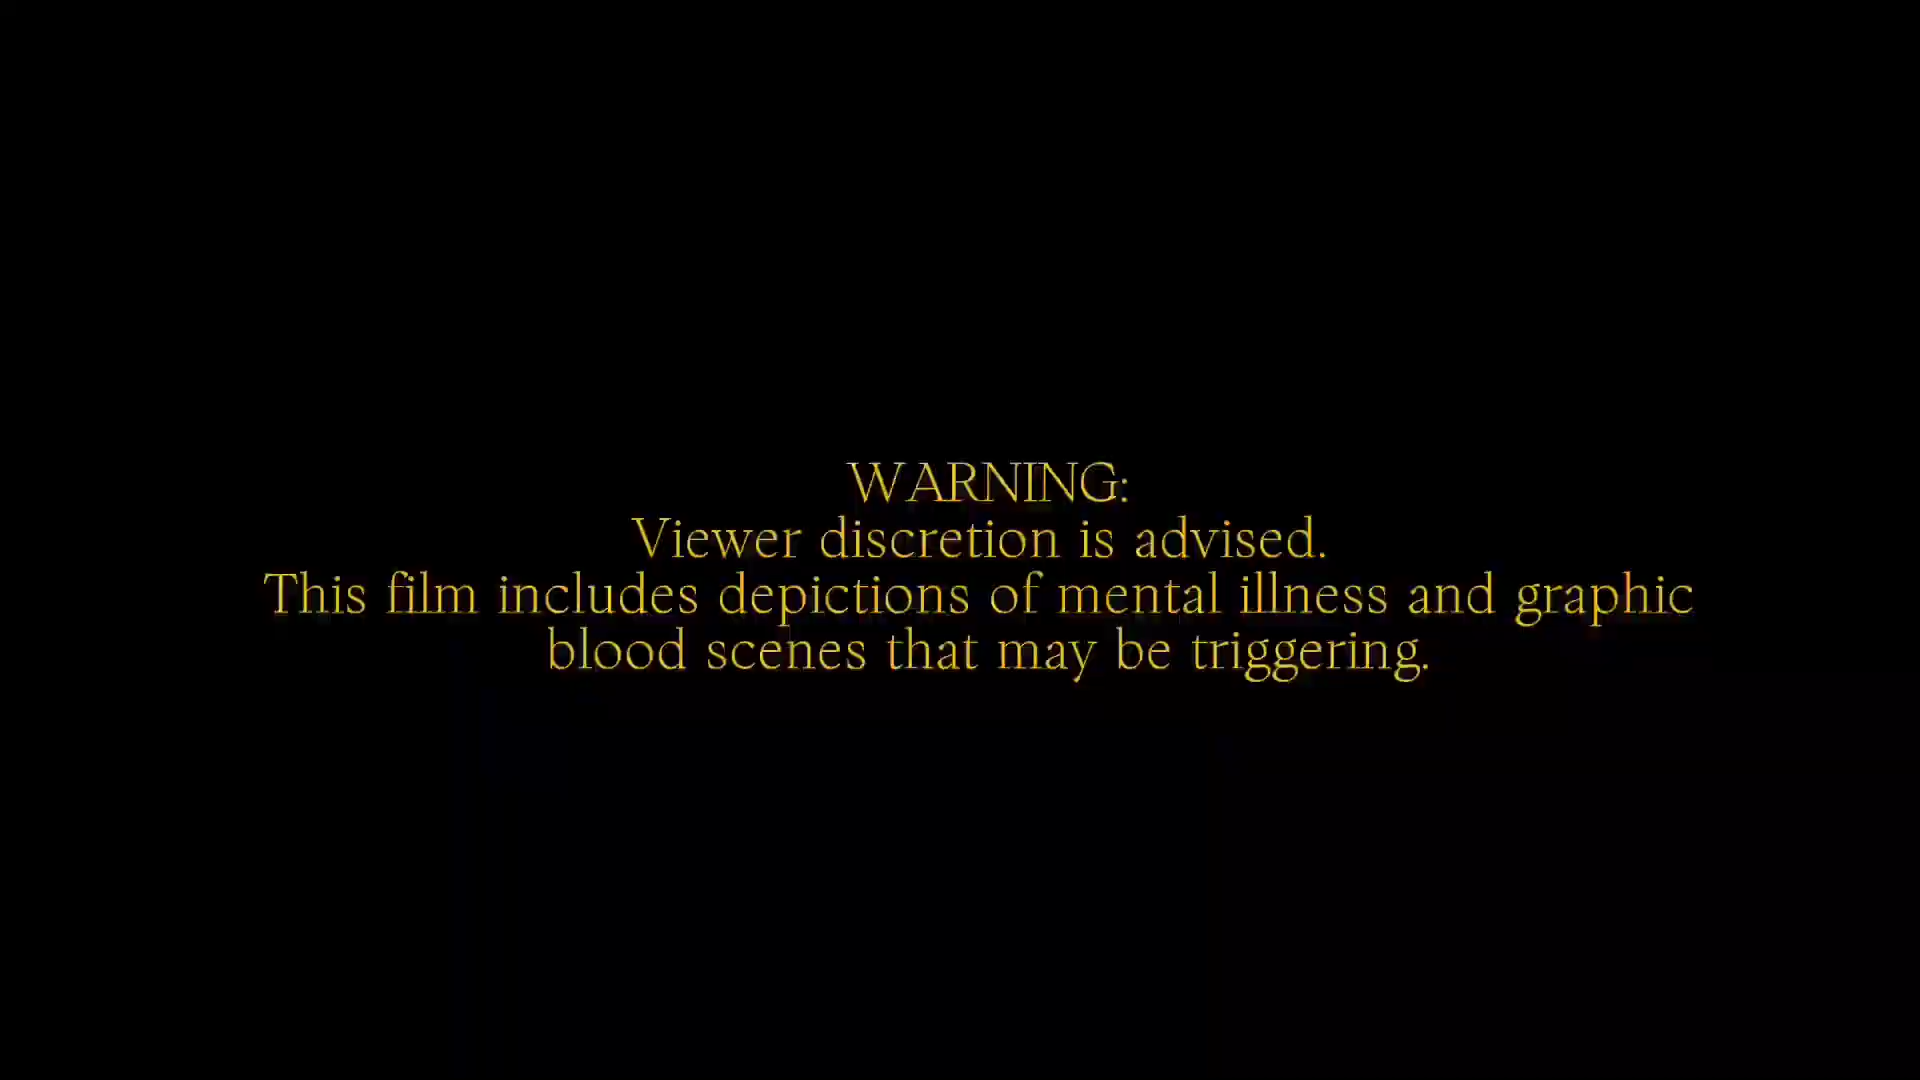 WARNING:
Viewer discretion is advised.
This film includes depictions of mental illness and graphic
blood scenes that may be triggering.